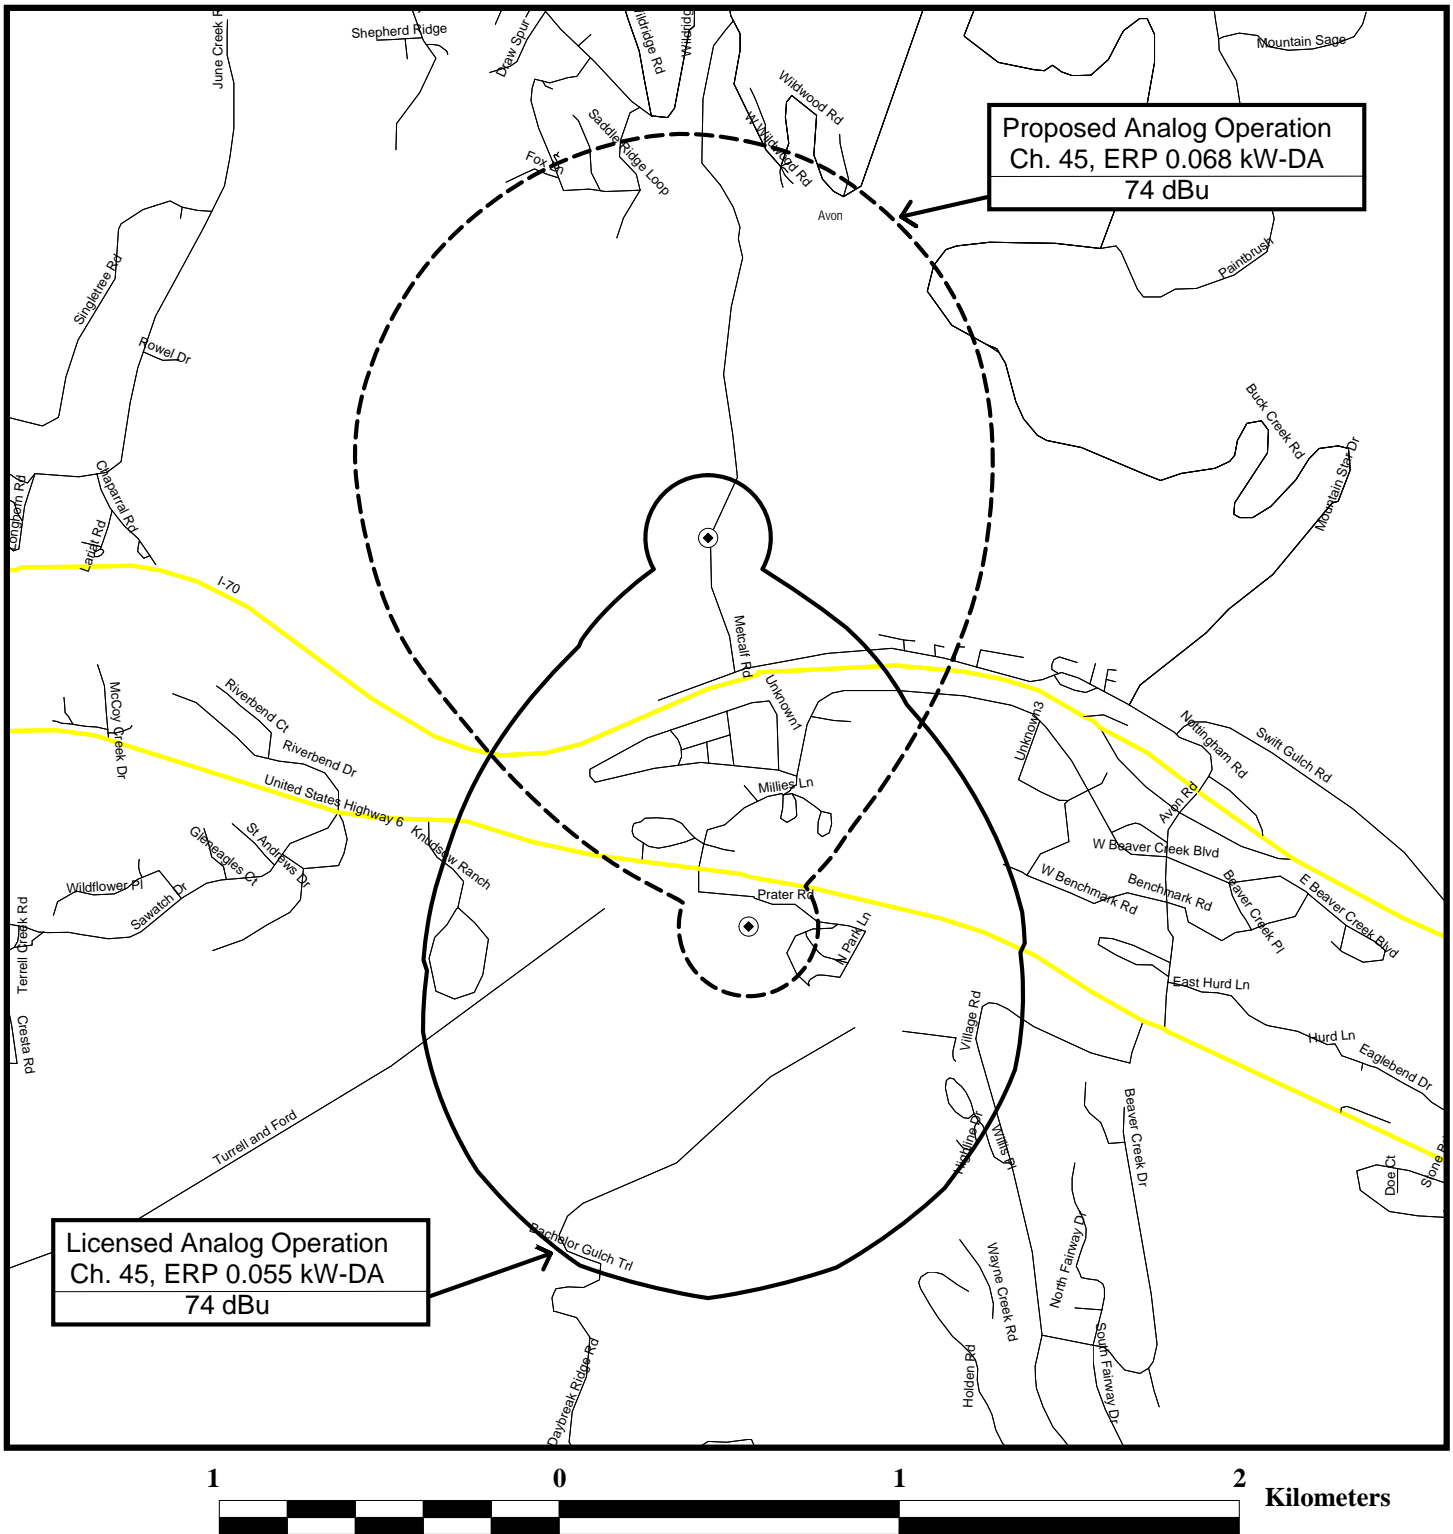 June Creek R
Shepherd Ridge
Draw Spur
Wildridge Rd
Wildridg
Mountain Sage
Wildwood Rd
W Wildwood Rd
Saddle Ridge Loop
Fox Ln
Avon
Proposed Analog Operation
Ch. 45, ERP 0.068 kW-DA
74 dBu
Paintbrush
Singletree Rd
Rowel Dr
Buck Creek Rd
Mountain Star Dr
Longhorn Rd
Chaparral Rd
Lariat Rd
I-70
Metcalf Rd
McCoy Creek Dr
Riverbend Ct
Riverbend Dr
Unknown1
Unknown3
Nottingham Rd
Swift Gulch Rd
United States Highway 6
Millies Ln
Avon Rd
Gleneagles Ct
St Andrews Dr
Knudsow Ranch
W Beaver Creek Blvd
Wildflower Pl
Sawatch Dr
Prater Rd
W Benchmark Rd
Benchmark Rd
Beaver Creek Pl
E Beaver Creek Blvd
Terrell Creek Rd
N Park Ln
East Hurd Ln
Cresta Rd
Village Rd
Hurd Ln
Eaglebend Dr
Turrell and Ford
Highline Dr
Willis Pl
Beaver Creek Dr
Doe Ct
Stone B
Licensed Analog Operation
Ch. 45, ERP 0.055 kW-DA
74 dBu
Bachelor Gulch Trl
Wayne Creek Rd
North Fairway Dr
Daybreak Ridge Rd
Holden Rd
South Fairway Dr
1 0 1 2 Kilometers